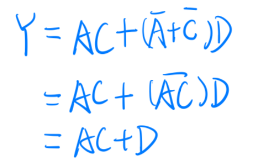 Y = AC + (A̅ + C̅)D
= AC + (A̅C̅)D
= AC + D